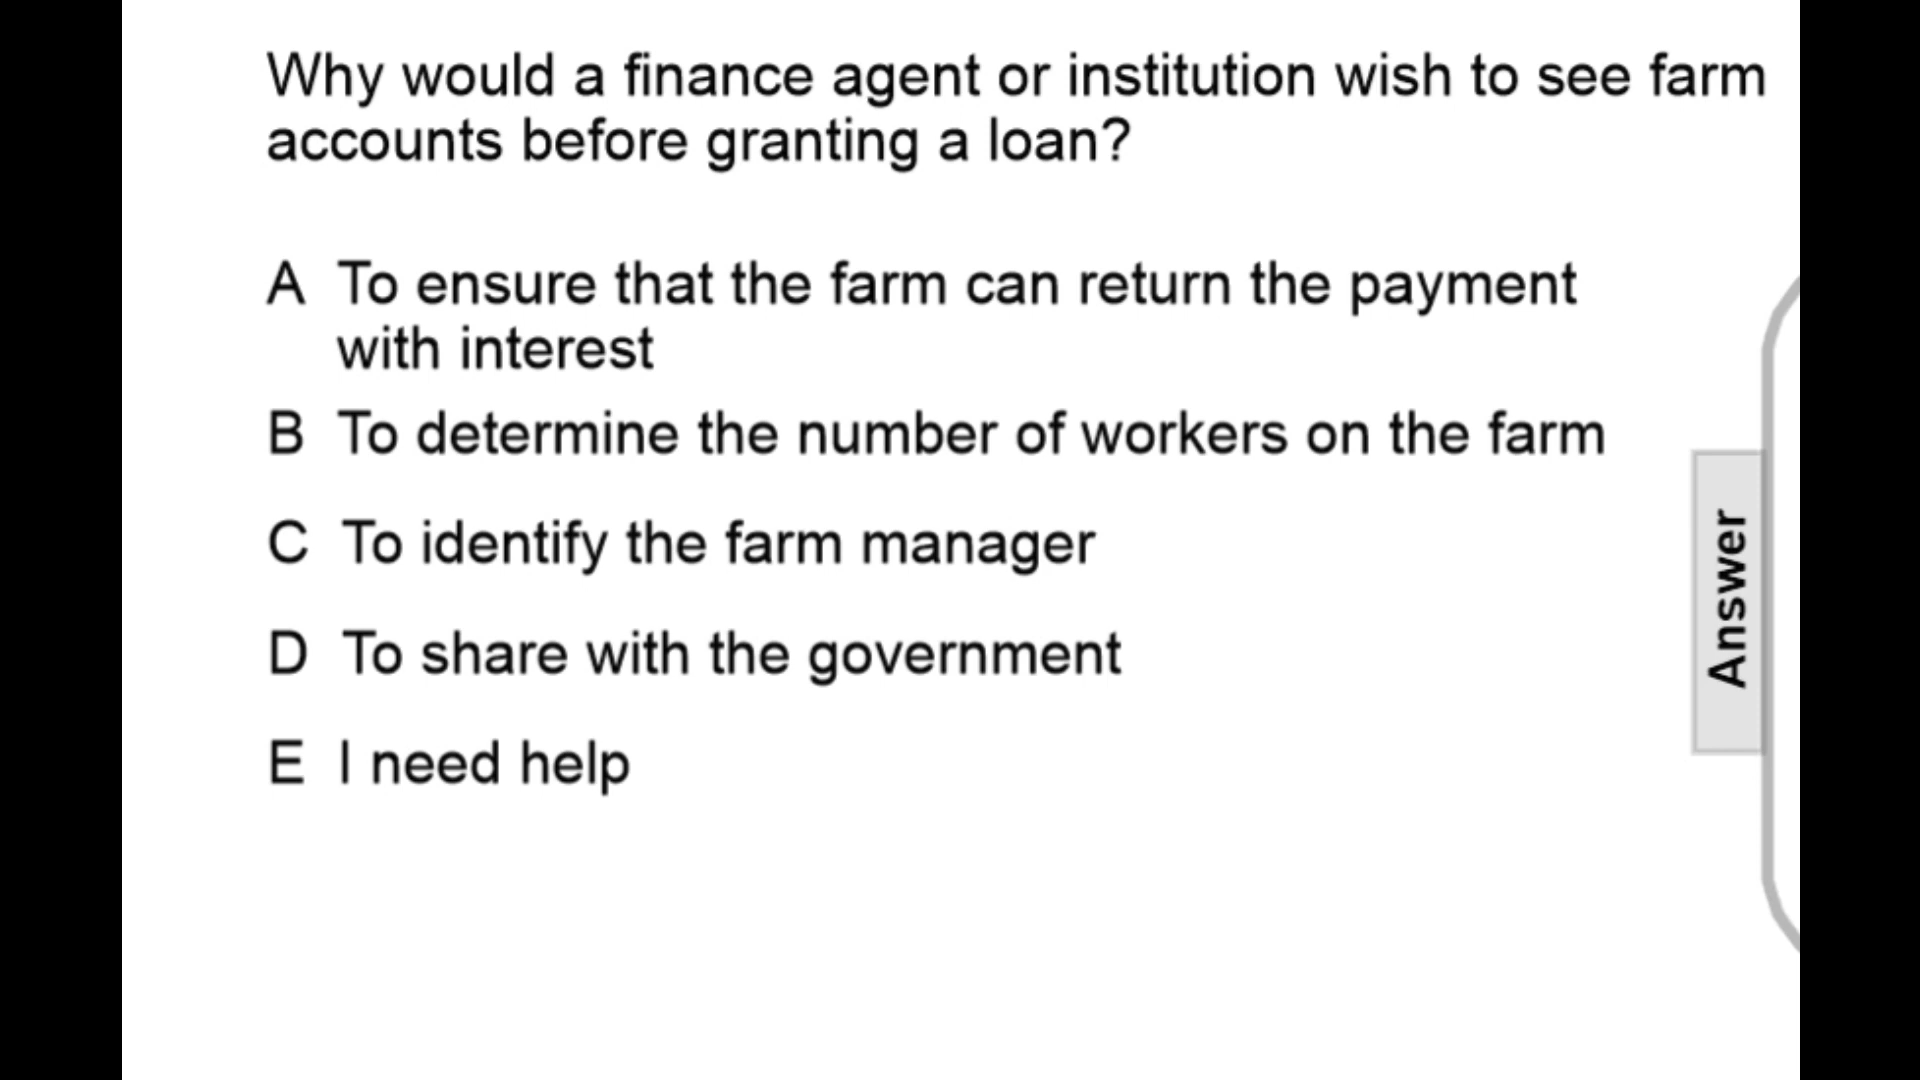 Why would a finance agent or institution wish to see farm
accounts before granting a loan?
A To ensure that the farm can return the payment
with interest
B To determine the number of workers on the farm
C To identify the farm manager
D To share with the government
E I need help
Answer